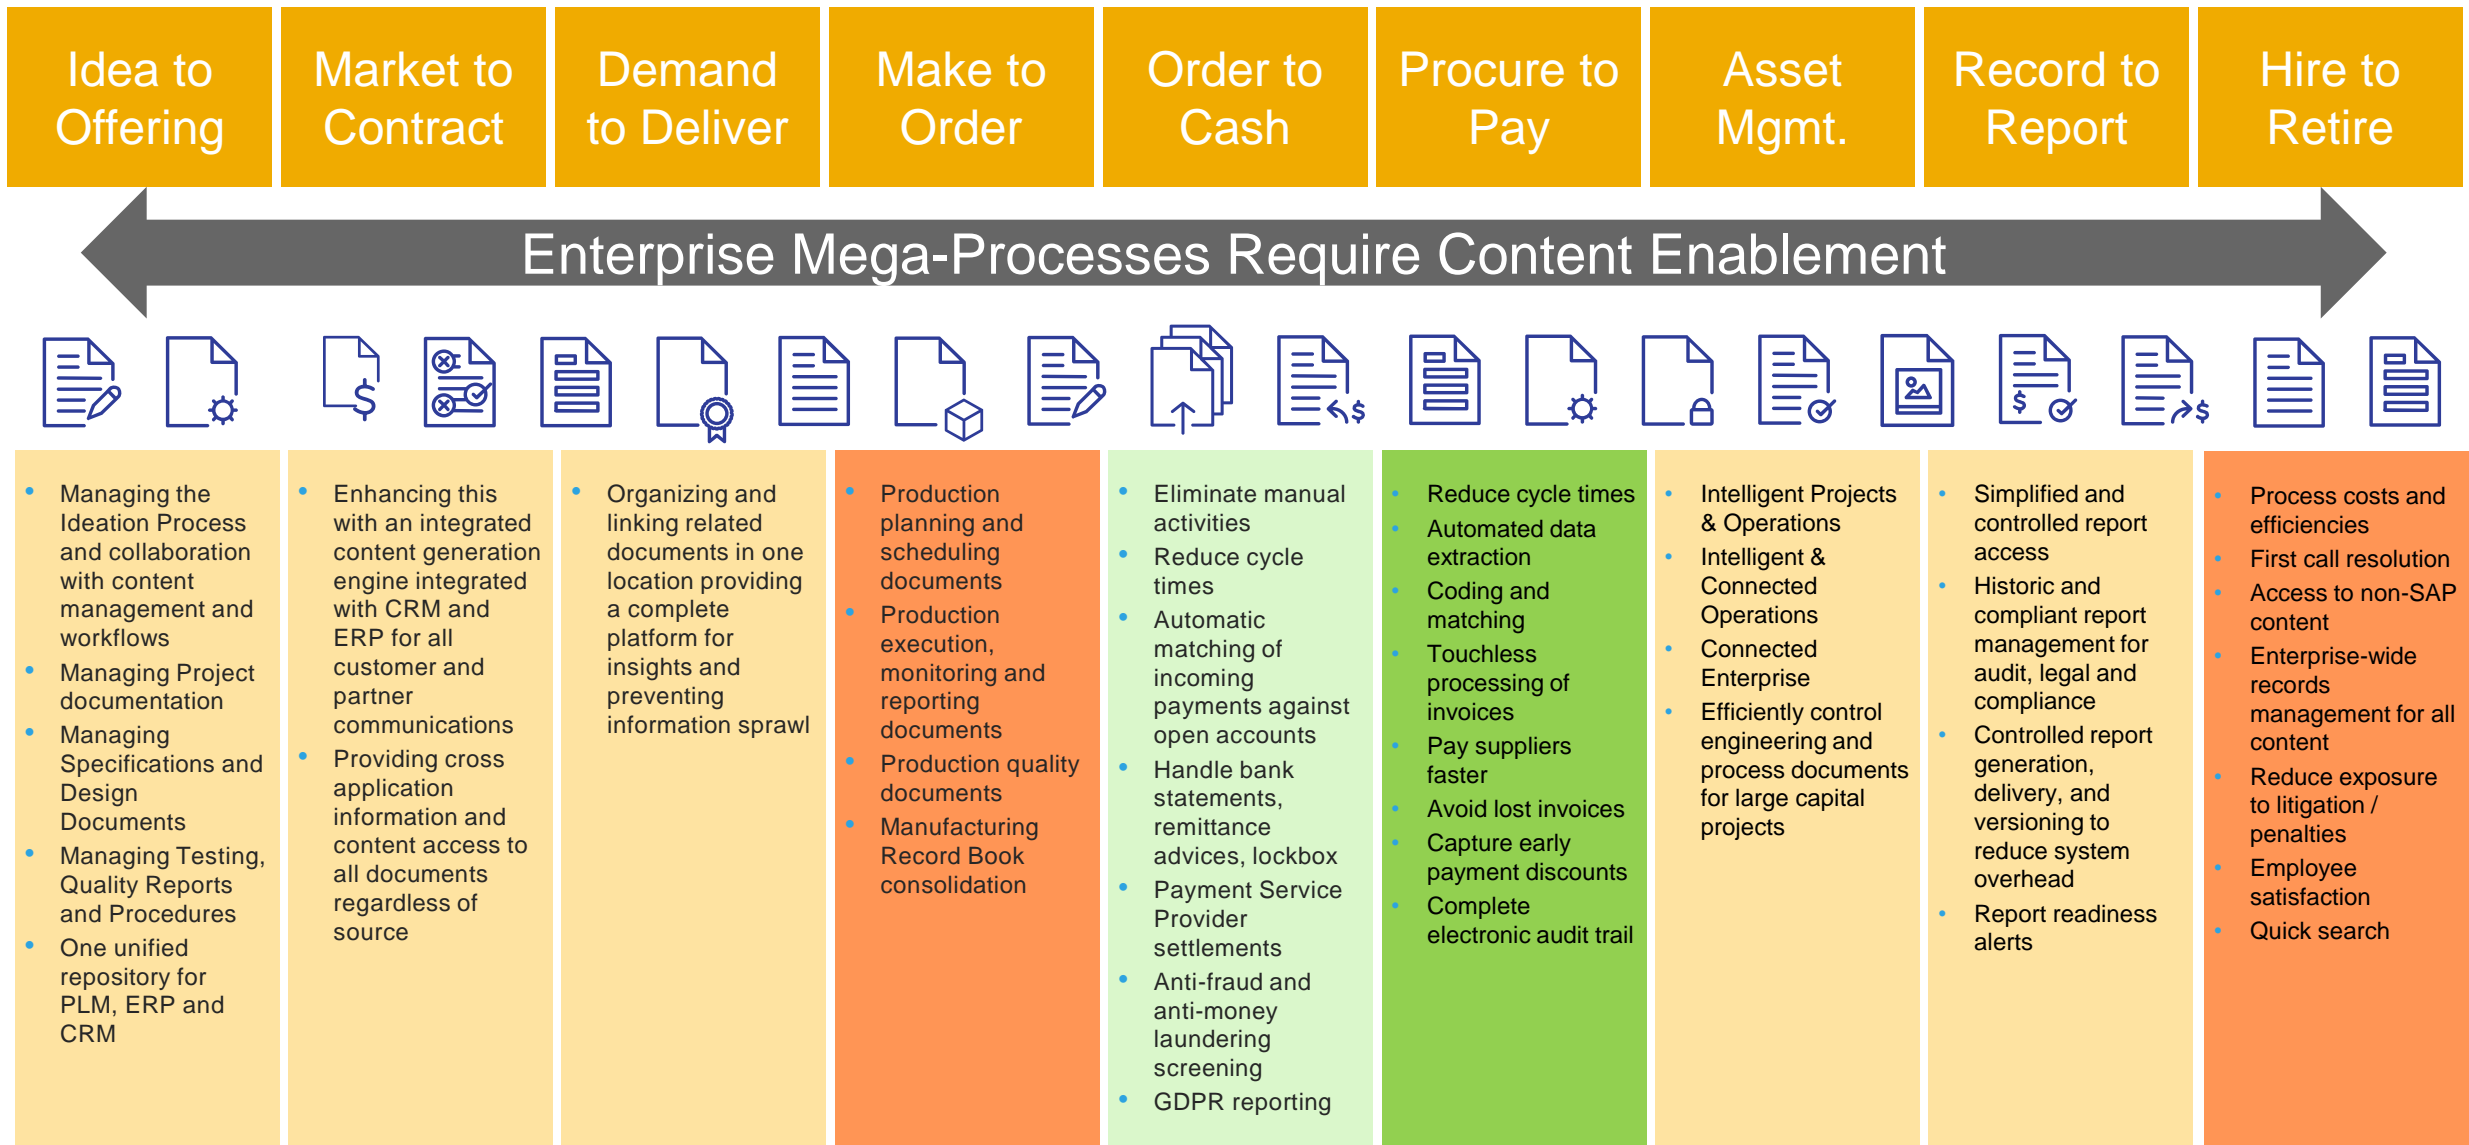 Idea to
Offering
Market to
Contract
Demand
to Deliver
Make to
Order
Order to
Cash
Procure to
Pay
Asset
Mgmt.
Record to
Report
Hire to
Retire
Enterprise Mega-Processes Require Content Enablement
$
$
$
$
• Managing the
Ideation Process
and collaboration
with content
management and
workflows
• Managing Project
documentation
• Managing
Specifications and
Design
Documents
• Managing Testing,
Quality Reports
and Procedures
• One unified
repository for
PLM, ERP and
CRM
• Enhancing this
with an integrated
content generation
engine integrated
with CRM and
ERP for all
customer and
partner
communications
• Providing cross
application
information and
content access to
all documents
regardless of
source
• Organizing and
linking related
documents in one
location providing
a complete
platform for
insights and
preventing
information sprawl
• Production
planning and
scheduling
documents
• Production
execution,
monitoring and
reporting
documents
• Production quality
documents
• Manufacturing
Record Book
consolidation
• Eliminate manual
activities
• Reduce cycle
times
• Automatic
matching of
incoming
payments against
open accounts
• Handle bank
statements,
remittance
advices, lockbox
• Payment Service
Provider
settlements
• Anti-fraud and
anti-money
laundering
screening
• GDPR reporting
• Reduce cycle times
• Automated data
extraction
• Coding and
matching
• Touchless
processing of
invoices
• Pay suppliers
faster
• Avoid lost invoices
• Capture early
payment discounts
• Complete
electronic audit trail
• Intelligent Projects
& Operations
• Intelligent &
Connected
Operations
• Connected
Enterprise
• Efficiently control
engineering and
process documents
for large capital
projects
• Simplified and
controlled report
access
• Historic and
compliant report
management for
audit, legal and
compliance
• Controlled report
generation,
delivery, and
versioning to
reduce system
overhead
• Report readiness
alerts
• Process costs and
efficiencies
• First call resolution
• Access to non-SAP
content
• Enterprise-wide
records
management for all
content
• Reduce exposure
to litigation /
penalties
• Employee
satisfaction
• Quick search